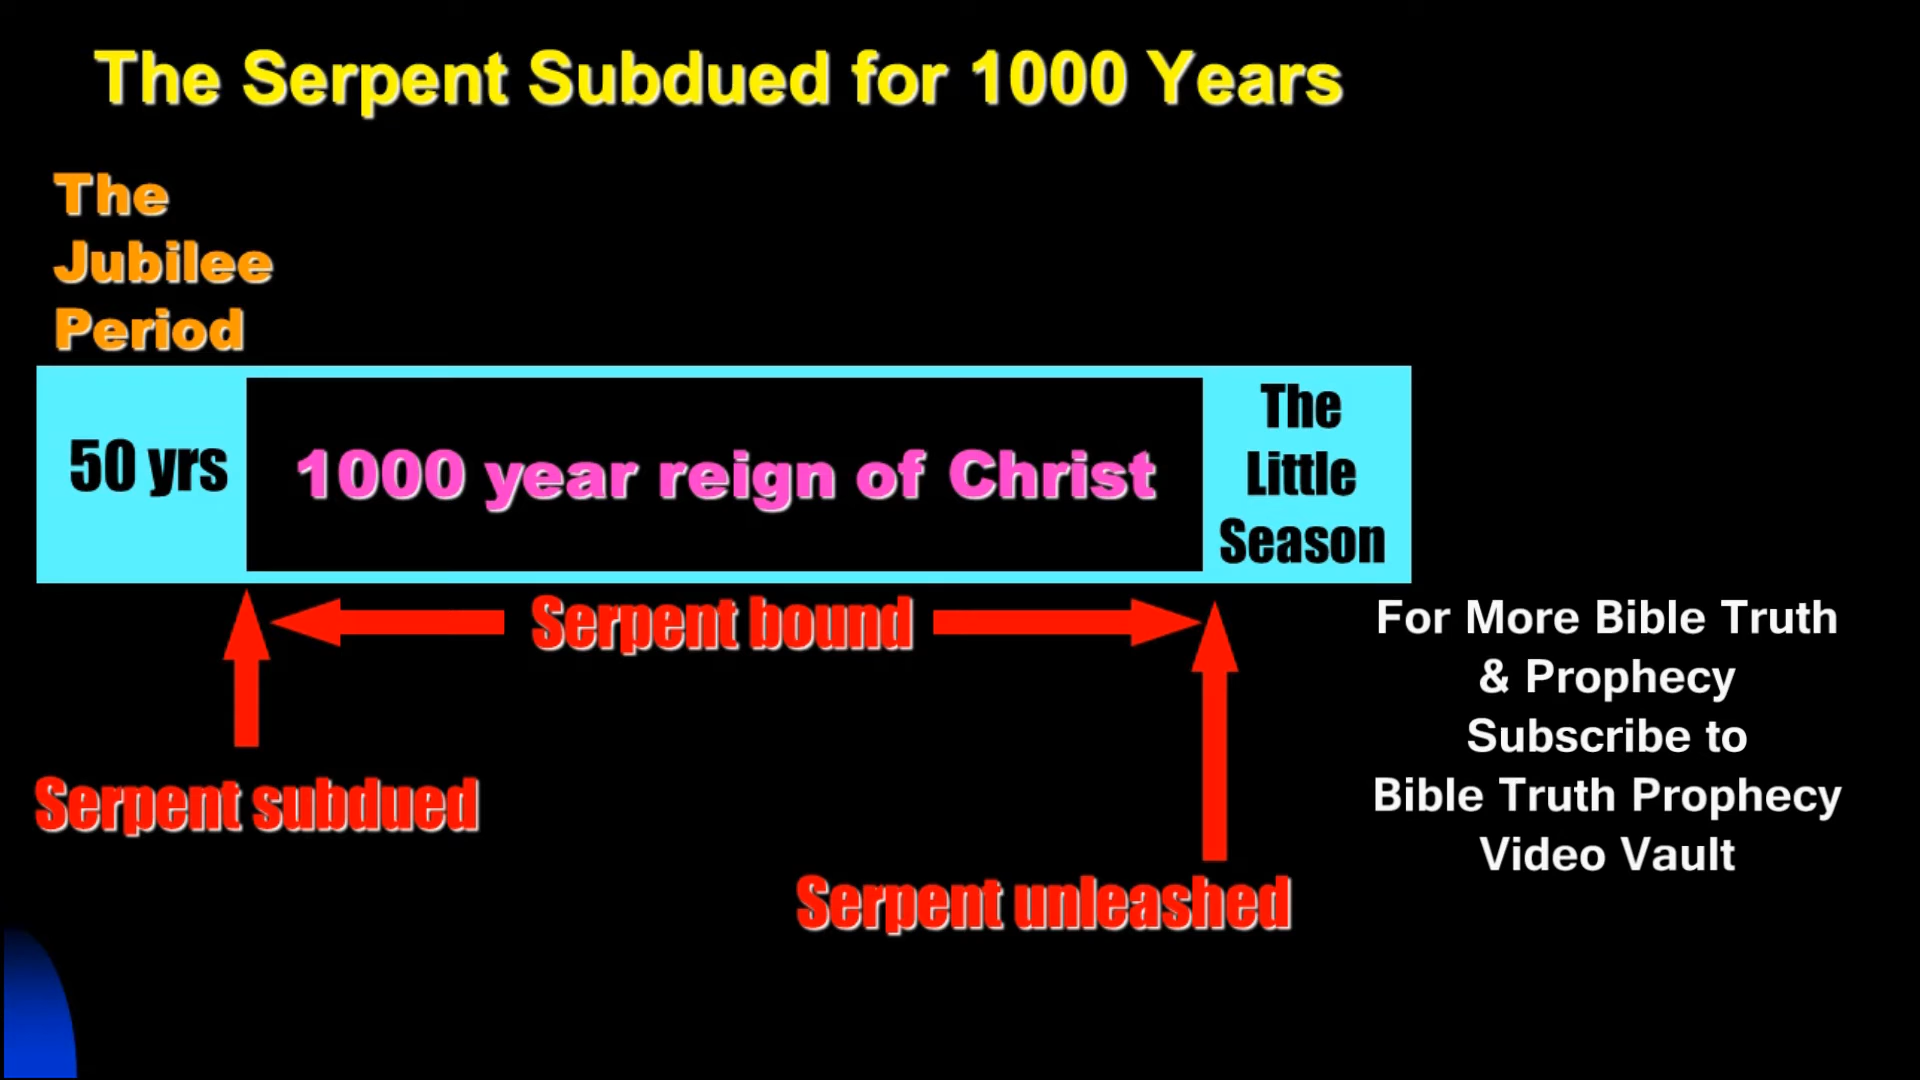 The Serpent Subdued for 1000 Years
The
Jubilee
Period
50 yrs
1000 year reign of Christ
The
Little
Season
Serpent bound
Serpent subdued
Serpent unleashed
For More Bible Truth
& Prophecy
Subscribe to
Bible Truth Prophecy
Video Vault